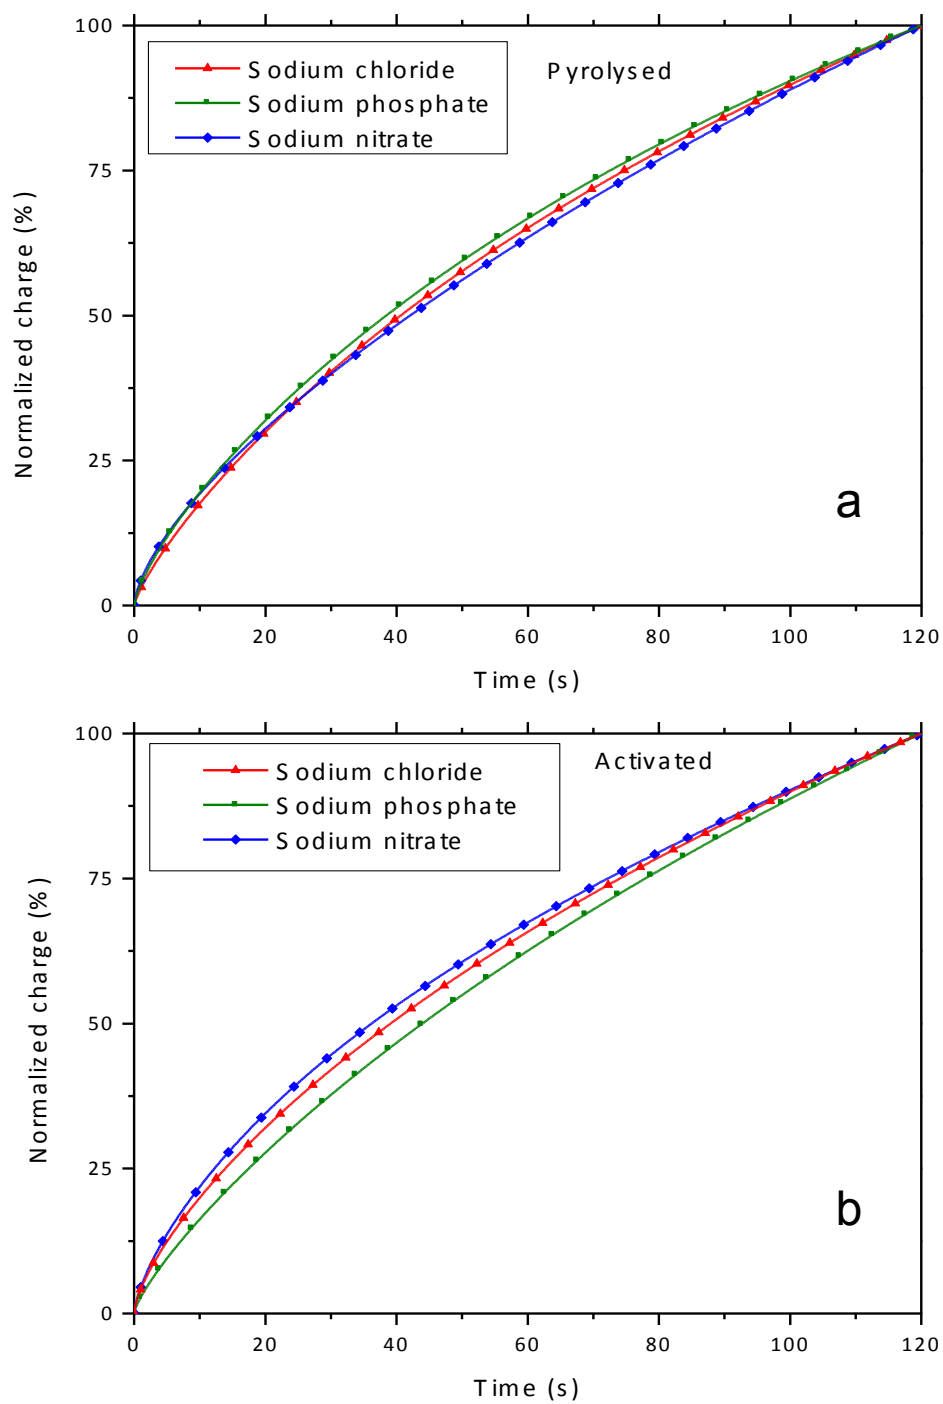 100
75
50
25
0
Normalized charge (%)
Sodium chloride
Sodium phosphate
Sodium nitrate
Pyrolysed
a
0 20 40 60 80 100 120
Time (s)
100
75
50
25
0
Normalized charge (%)
Sodium chloride
Sodium phosphate
Sodium nitrate
Activated
b
0 20 40 60 80 100 120
Time (s)